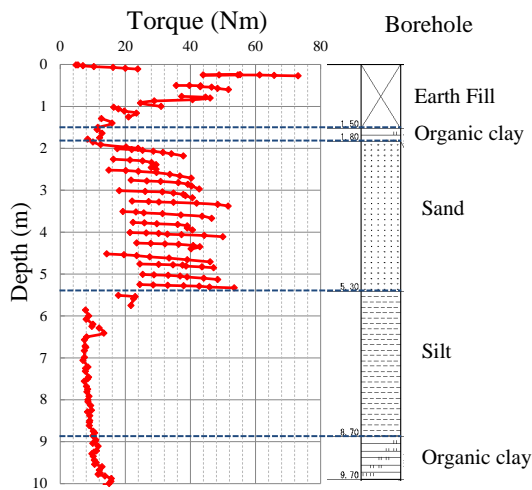 Torque (Nm)
Borehole
0 20 40 60 80
Depth (m)
0
1
2
3
4
5
6
7
8
9
10
Earth Fill
1.50
Organic clay
1.80
Sand
5.30
Silt
8.70
Organic clay
9.70